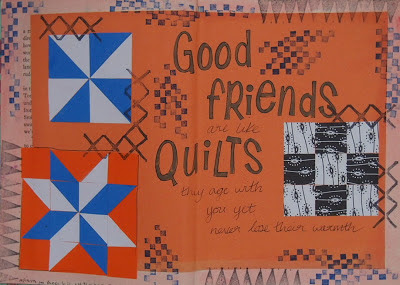 Good
fRiends
are like
QUiLTS
they age with
you yet
never lose their warmth